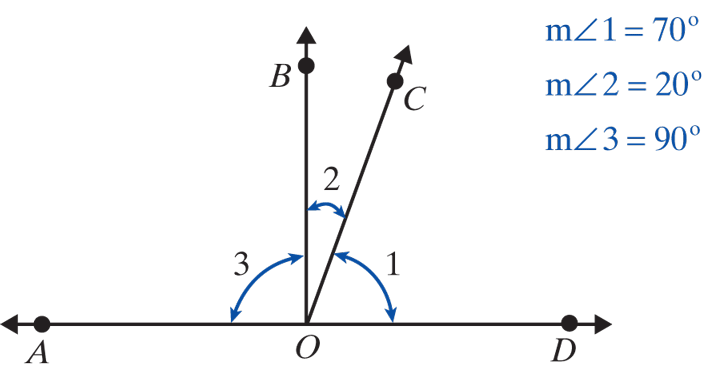 m∠1 = 70°
m∠2 = 20°
m∠3 = 90°
B
C
2
3
1
A
O
D